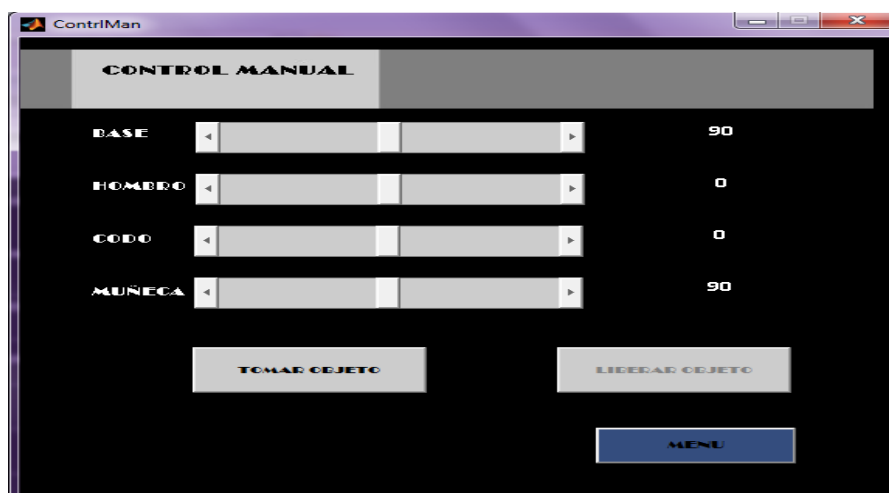 ContrlMan
CONTROL MANUAL
BASE 90
HOMBRO 0
CODO 0
MUÑECA 90
TOMAR OBJETO LIBERAR OBJETO
MENU